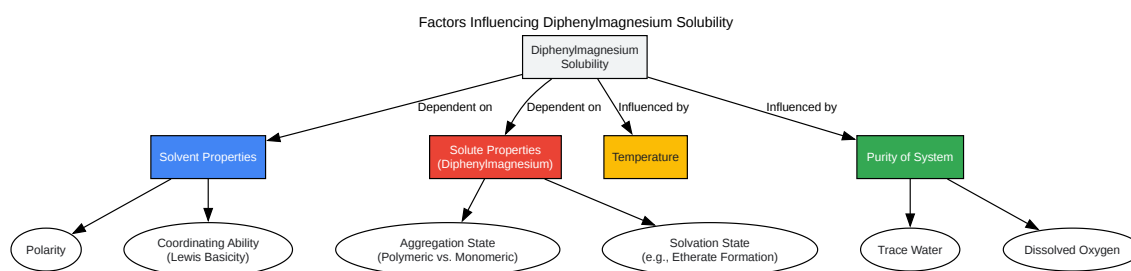 Factors Influencing Diphenylmagnesium Solubility
Diphenylmagnesium
Solubility
Dependent on
Dependent on
Influenced by
Influenced by
Solvent Properties
Solute Properties
(Diphenylmagnesium)
Temperature
Purity of System
Polarity
Coordinating Ability
(Lewis Basicity)
Aggregation State
(Polymeric vs. Monomeric)
Solvation State
(e.g., Etherate Formation)
Trace Water
Dissolved Oxygen